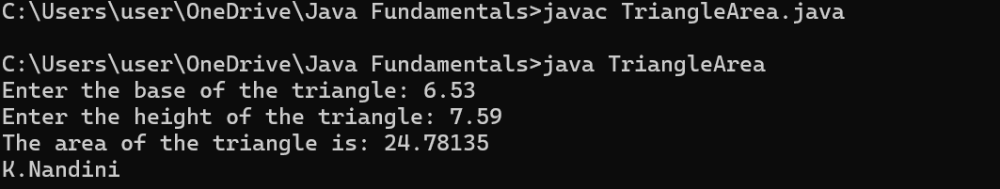 C:\Users\user\OneDrive\Java Fundamentals>javac TriangleArea.java
C:\Users\user\OneDrive\Java Fundamentals>java TriangleArea
Enter the base of the triangle: 6.53
Enter the height of the triangle: 7.59
The area of the triangle is: 24.78135
K.Nandini